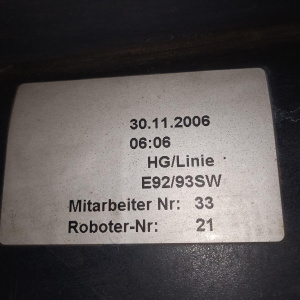 30.11.2006
06:06
HG/Linie
E92/93SW
Mitarbeiter Nr: 33
Roboter-Nr: 21